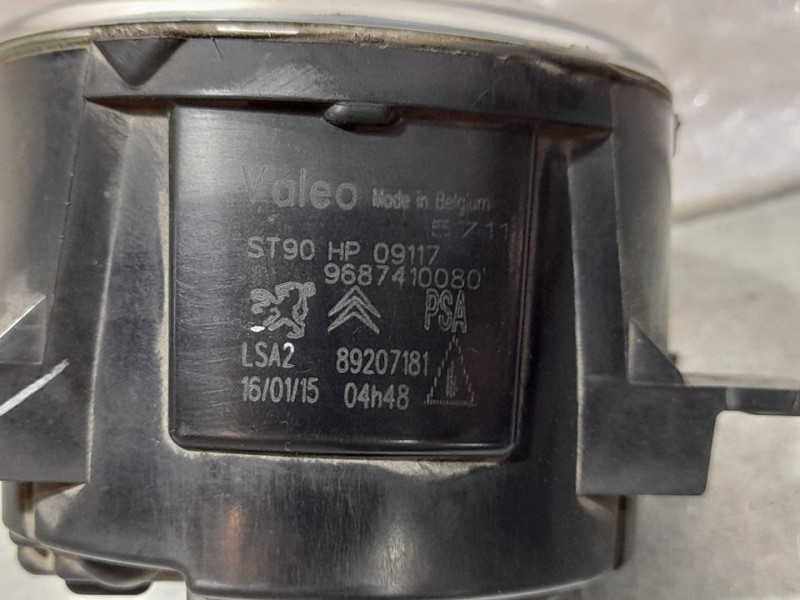 Valeo Made in Belgium
5711
ST90 HP 09117
9687410080
PSA
LSA2 89207181
16/01/15 04h48